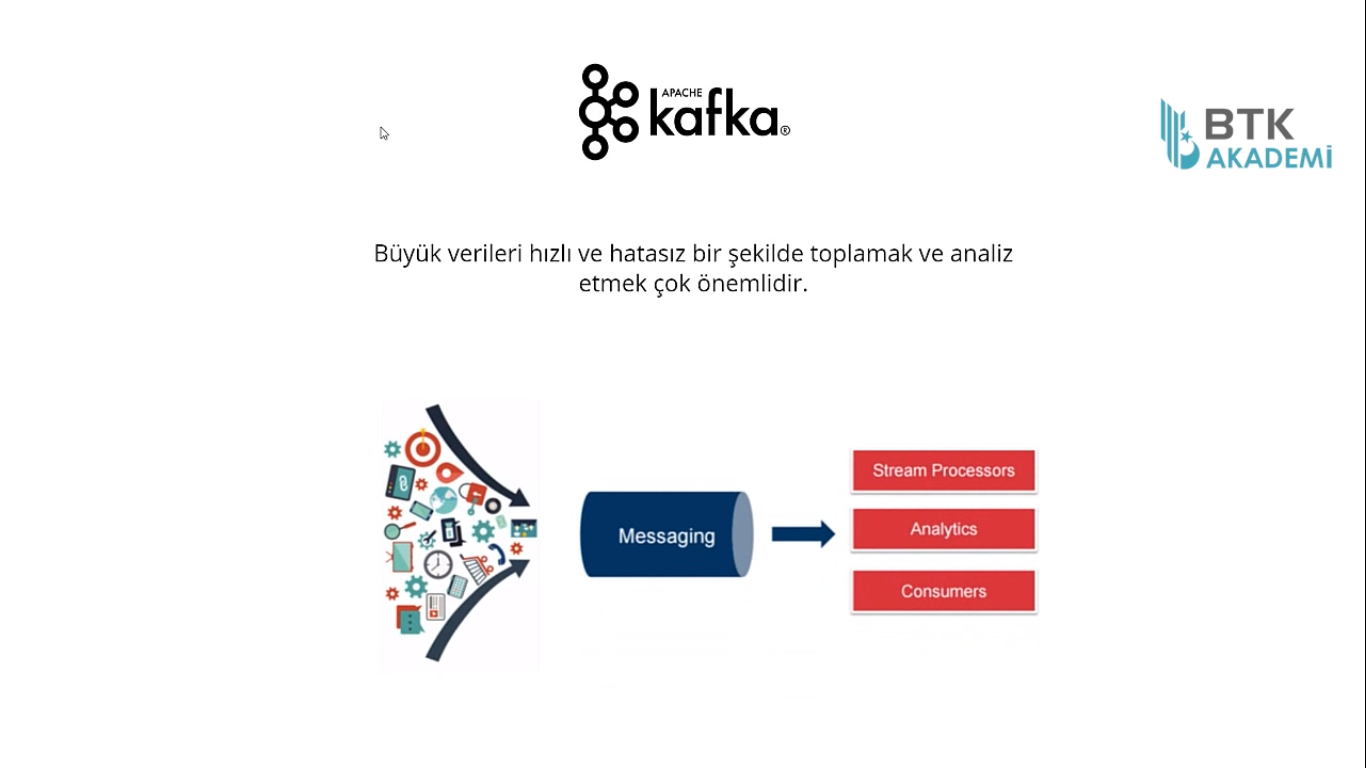 APACHE
kafka®
BTK
AKADEMİ
Büyük verileri hızlı ve hatasız bir şekilde toplamak ve analiz
etmek çok önemlidir.
Messaging
Stream Processors
Analytics
Consumers